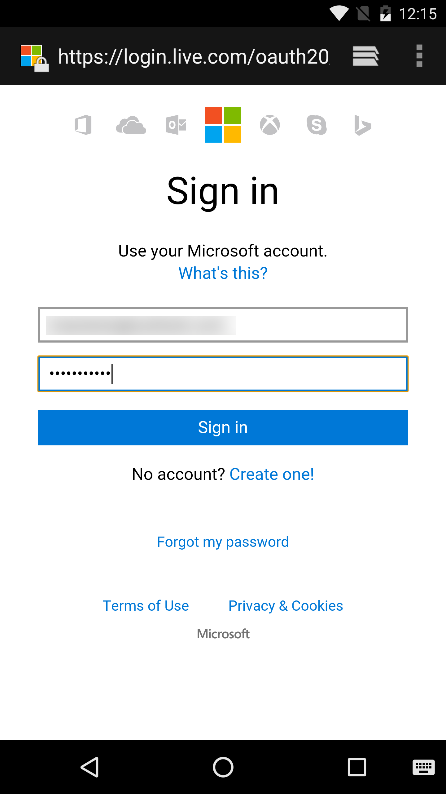 12:15
https://login.live.com/oauth20
Sign in
Use your Microsoft account.
What's this?
•••••••••••
Sign in
No account? Create one!
Forgot my password
Terms of Use Privacy & Cookies
Microsoft